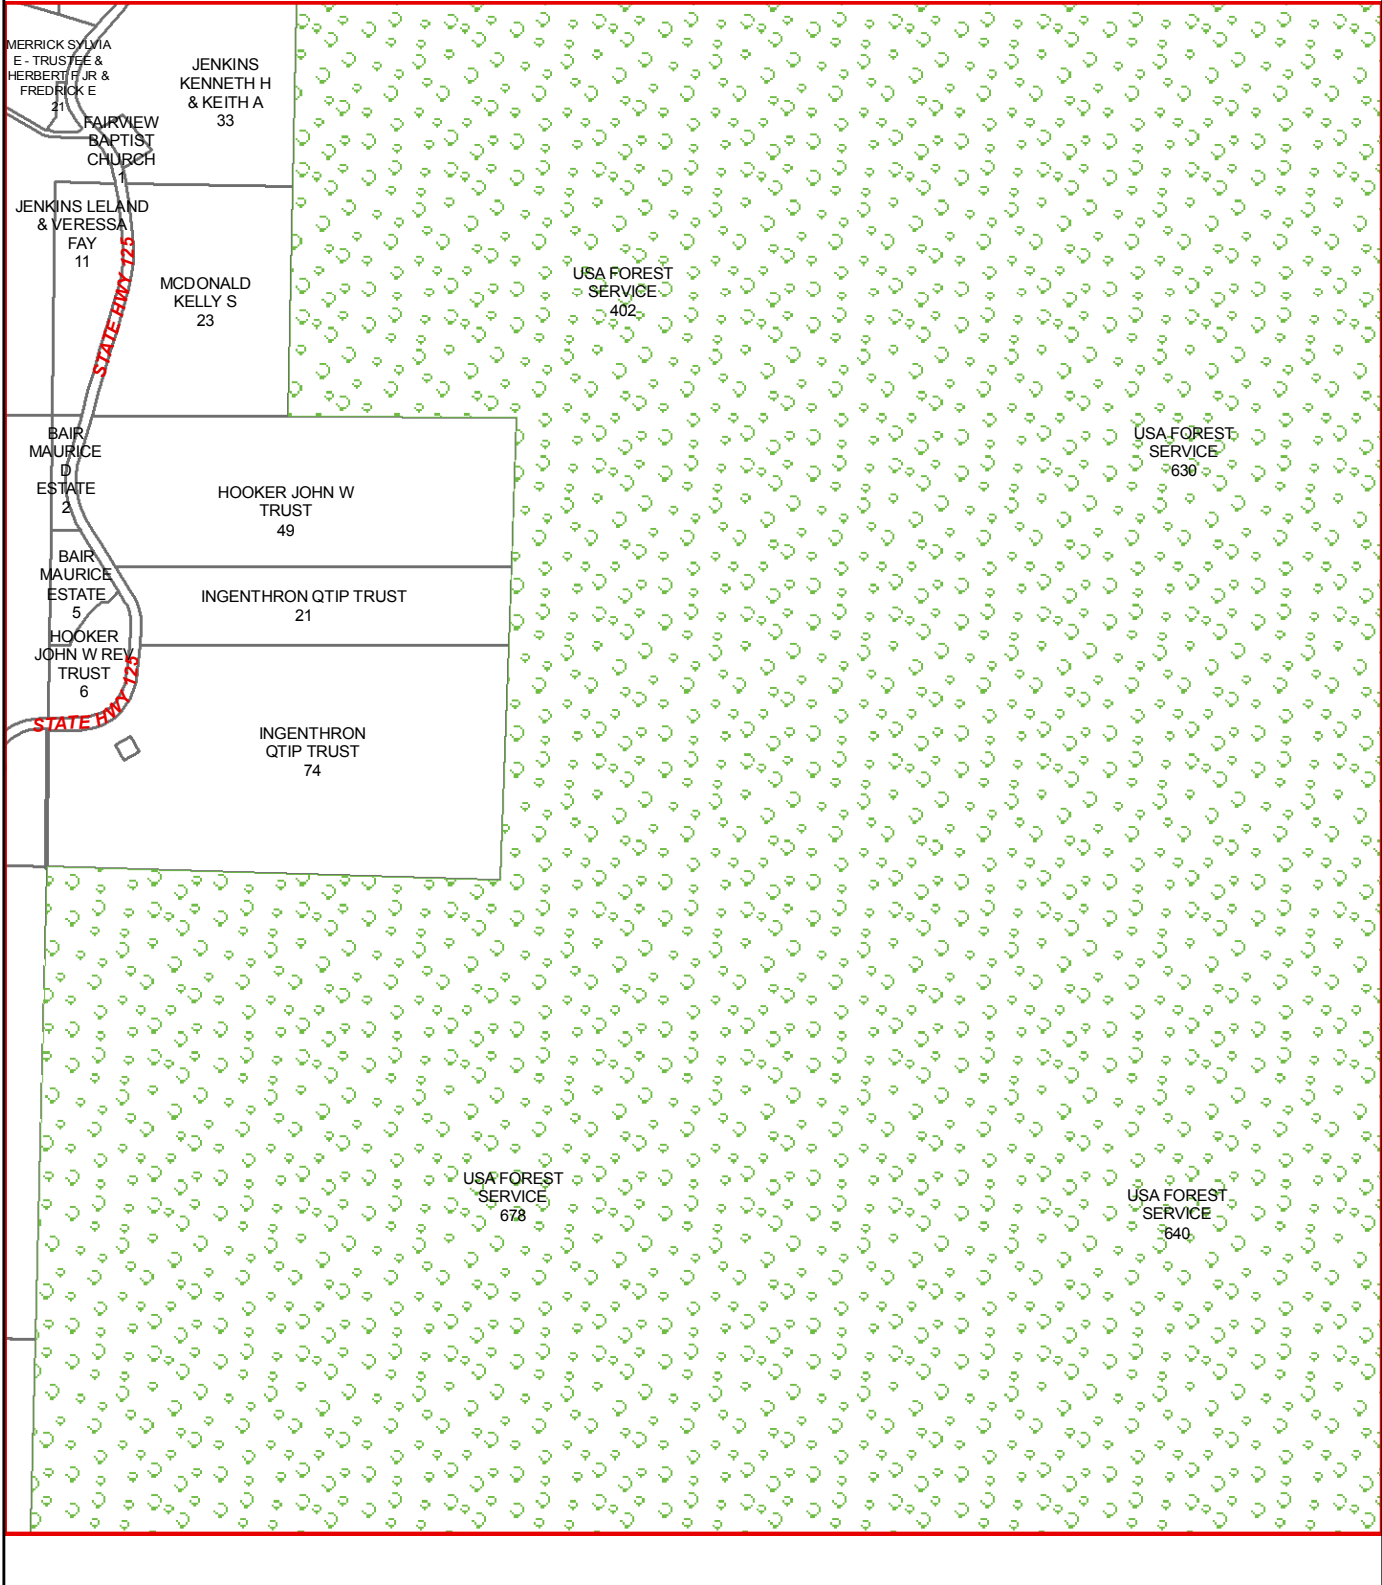 MERRICK SYLVIA
E - TRUSTEE &
HERBERT F JR &
FREDRICK E
21
JENKINS
KENNETH H
& KEITH A
33
FAIRVIEW
BAPTIST
CHURCH
1
JENKINS LELAND
& VERESSA
FAY
11
STATE HWY 125
MCDONALD
KELLY S
23
USA FOREST
SERVICE
402
USA FOREST
SERVICE
630
BAIR
MAURICE
D
ESTATE
2
HOOKER JOHN W
TRUST
49
BAIR
MAURICE
ESTATE
5
INGENTHRON QTIP TRUST
21
HOOKER
JOHN W REV
TRUST
6
STATE HWY 125
INGENTHRON
QTIP TRUST
74
USA FOREST
SERVICE
678
USA FOREST
SERVICE
640